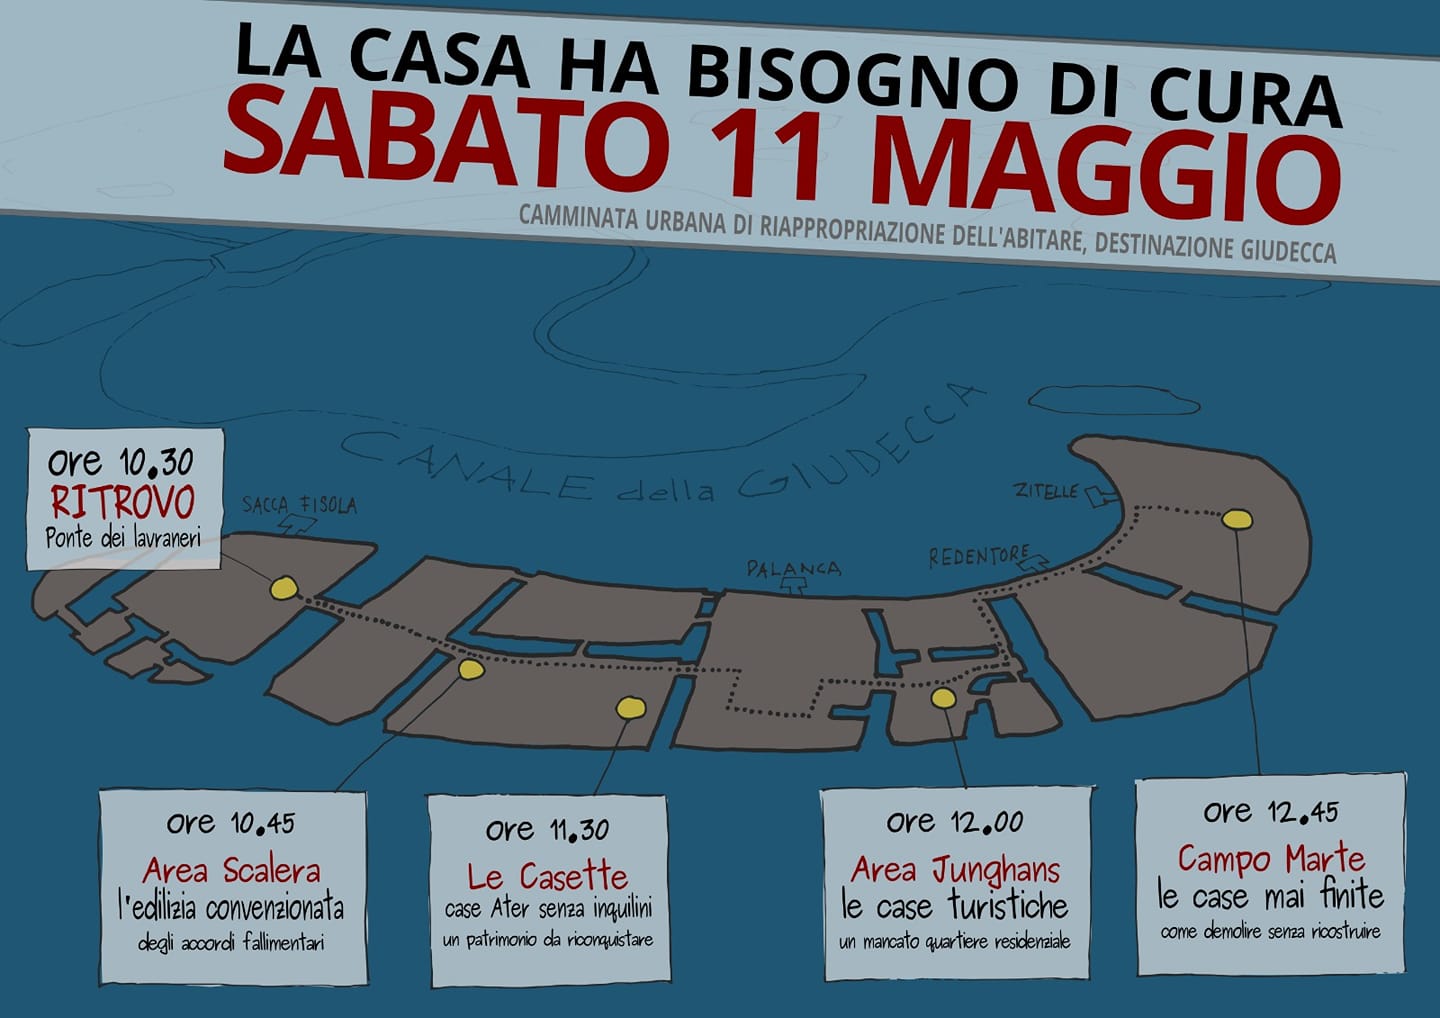 LA CASA HA BISOGNO DI CURA
SABATO 11 MAGGIO
CAMMINATA URBANA DI RIAPPROPRIAZIONE DELL'ABITARE, DESTINAZIONE GIUDECCA
CANALE della GIUDECCA
ore 10.30
RITROVO
Ponte dei lavraneri
SACCA FISOLA
ZITELLE
REDENTORE
PALANCA
ore 10.45
Area Scalera
l'edilizia convenzionata
degli accordi fallimentari
ore 11.30
Le Casette
case Ater senza inquilini
un patrimonio da riconquistare
ore 12.00
Area Junghans
le case turistiche
un mancato quartiere residenziale
ore 12.45
Campo Marte
le case mai finite
come demolire senza ricostruire